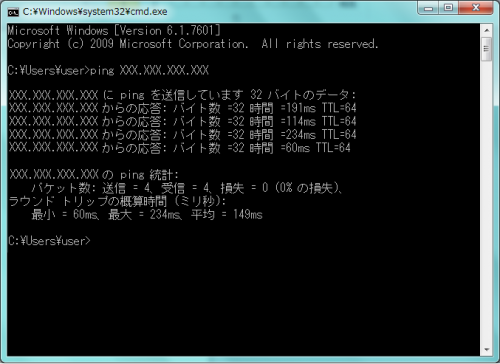 C:¥Windows¥system32¥cmd.exe
Microsoft Windows [Version 6.1.7601]
Copyright (c) 2009 Microsoft Corporation.  All rights reserved.
C:¥Users¥user>ping XXX.XXX.XXX.XXX
XXX.XXX.XXX.XXX に ping を送信しています 32 バイトのデータ:
XXX.XXX.XXX.XXX からの応答: バイト数 =32 時間 =191ms TTL=64
XXX.XXX.XXX.XXX からの応答: バイト数 =32 時間 =114ms TTL=64
XXX.XXX.XXX.XXX からの応答: バイト数 =32 時間 =234ms TTL=64
XXX.XXX.XXX.XXX からの応答: バイト数 =32 時間 =60ms TTL=64
XXX.XXX.XXX.XXX の ping 統計:
パケット数: 送信 = 4、受信 = 4、損失 = 0 (0% の損失)、
ラウンド トリップの概算時間 (ミリ秒):
最小 = 60ms、最大 = 234ms、平均 = 149ms
C:¥Users¥user>